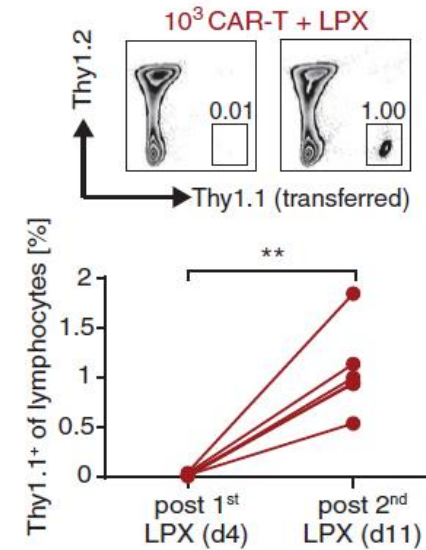 10³ CAR-T + LPX
Thy1.2
0.01
1.00
Thy1.1 (transferred)
Thy1.1⁺ of lymphocytes [%]
**
2
1.5
1
0.5
0
post 1ˢᵗ
LPX (d4)
post 2ⁿᵈ
LPX (d11)